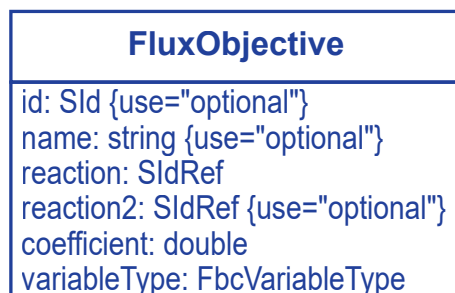 FluxObjective
id: SId {use="optional"}
name: string {use="optional"}
reaction: SIdRef
reaction2: SIdRef {use="optional"}
coefficient: double
variableType: FbcVariableType